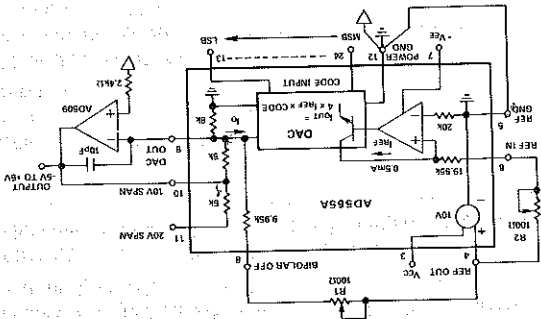 R1
100Ω
REF OUT
VCC
BIPOLAR OFF
4
3
8
R2
100Ω
10V
+
-
AD565A
9.95k
11
20V SPAN
5k
10
10V SPAN
OUTPUT
-5V TO +5V
REF IN
6
19.95k
0.5mA
IREF
5k
IO
9
DAC
OUT
10pF
REF
GND
5
20k
DAC
IOUT =
4 x IREF x CODE
8k
AD509
2.4kΩ
CODE INPUT
7
12
24
13
-VEE
POWER
GND
MSB
LSB